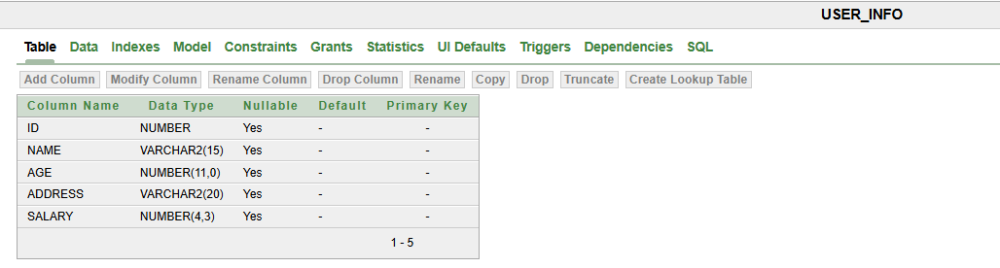 USER_INFO
Table Data Indexes Model Constraints Grants Statistics UI Defaults Triggers Dependencies SQL
Add Column Modify Column Rename Column Drop Column Rename Copy Drop Truncate Create Lookup Table
Column Name Data Type Nullable Default Primary Key
ID NUMBER Yes - -
NAME VARCHAR2(15) Yes - -
AGE NUMBER(11,0) Yes - -
ADDRESS VARCHAR2(20) Yes - -
SALARY NUMBER(4,3) Yes - -
1 - 5